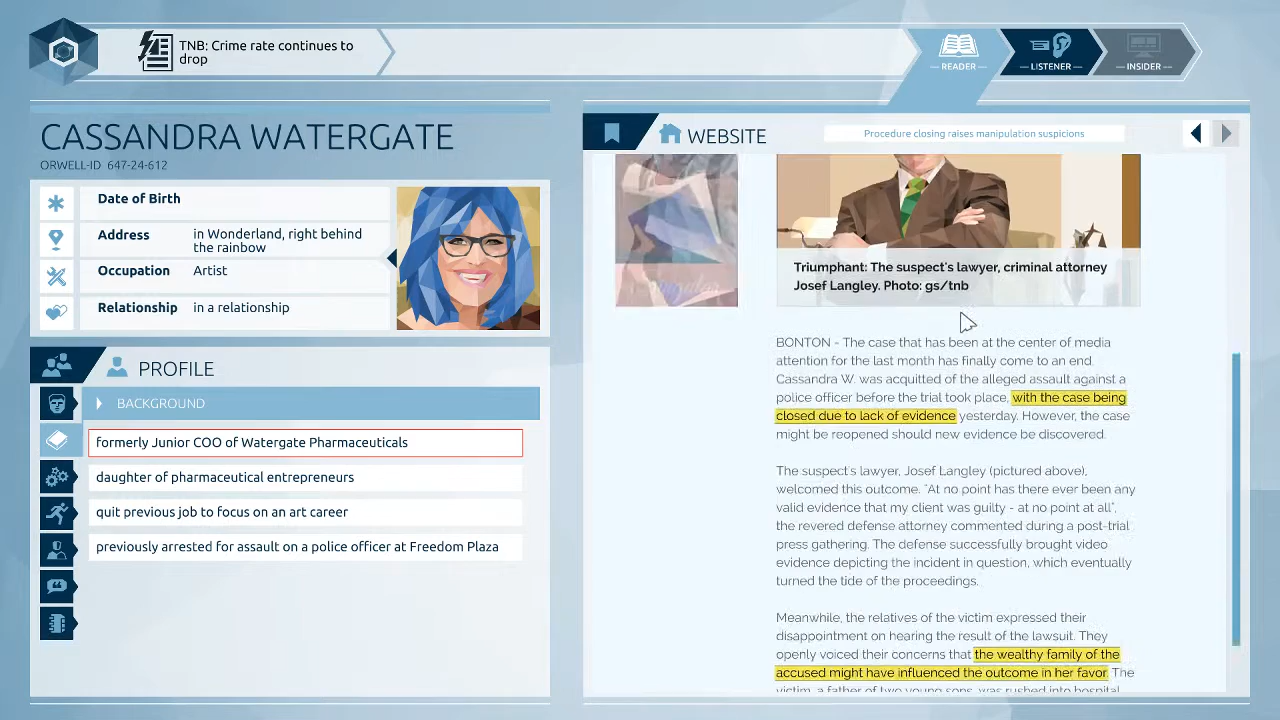 TNB: Crime rate continues to
drop
READER
LISTENER
INSIDER
CASSANDRA WATERGATE
ORWELL-ID 647-24-612
Date of Birth
Address in Wonderland, right behind
the rainbow
Occupation Artist
Relationship in a relationship
PROFILE
BACKGROUND
formerly Junior COO of Watergate Pharmaceuticals
daughter of pharmaceutical entrepreneurs
quit previous job to focus on an art career
previously arrested for assault on a police officer at Freedom Plaza
WEBSITE
Procedure closing raises manipulation suspicions
Triumphant: The suspect's lawyer, criminal attorney
Josef Langley. Photo: gs/tnb
BONTON - The case that has been at the center of media
attention for the last month has finally come to an end.
Cassandra W. was acquitted of the alleged assault against a
police officer before the trial took place, with the case being
closed due to lack of evidence yesterday. However, the case
might be reopened should new evidence be discovered.
The suspect's lawyer, Josef Langley (pictured above),
welcomed this outcome. "At no point has there ever been any
valid evidence that my client was guilty - at no point at all",
the revered defense attorney commented during a post-trial
press gathering. The defense successfully brought video
evidence depicting the incident in question, which eventually
turned the tide of the proceedings.
Meanwhile, the relatives of the victim expressed their
disappointment on hearing the result of the lawsuit. They
openly voiced their concerns that the wealthy family of the
accused might have influenced the outcome in her favor. The
victim, a father of two young sons, was rushed into hospital